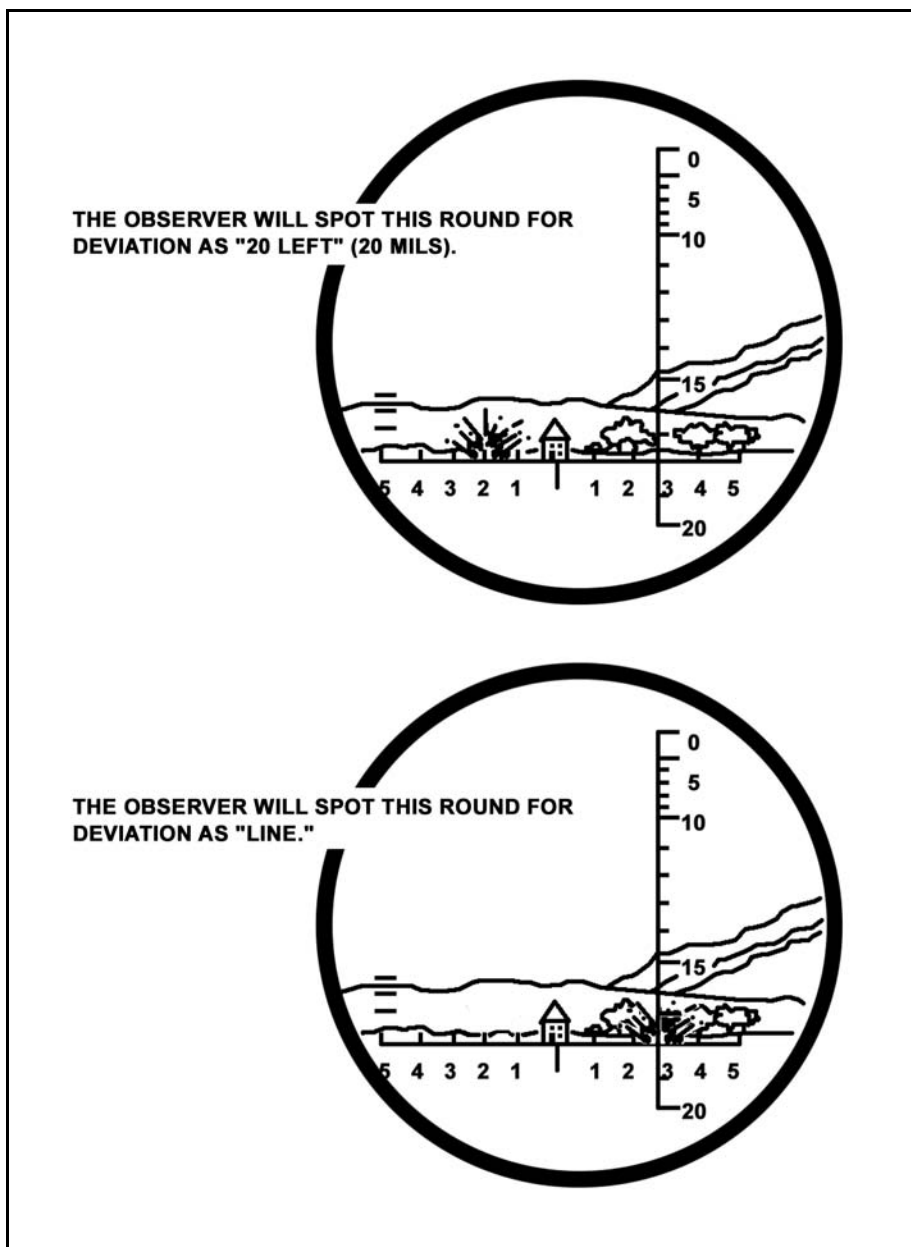 0
THE OBSERVER WILL SPOT THIS ROUND FOR
5
DEVIATION AS "20 LEFT" (20 MILS).
10
15
5 4 3 2 1 1 2 3 4 5
20
0
THE OBSERVER WILL SPOT THIS ROUND FOR
5
DEVIATION AS "LINE."
10
15
5 4 3 2 1 1 2 3 4 5
20